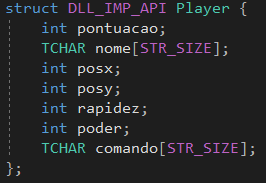 struct DLL_IMP_API Player {
int pontuacao;
TCHAR nome[STR_SIZE];
int posx;
int posy;
int rapidez;
int poder;
TCHAR comando[STR_SIZE];
};